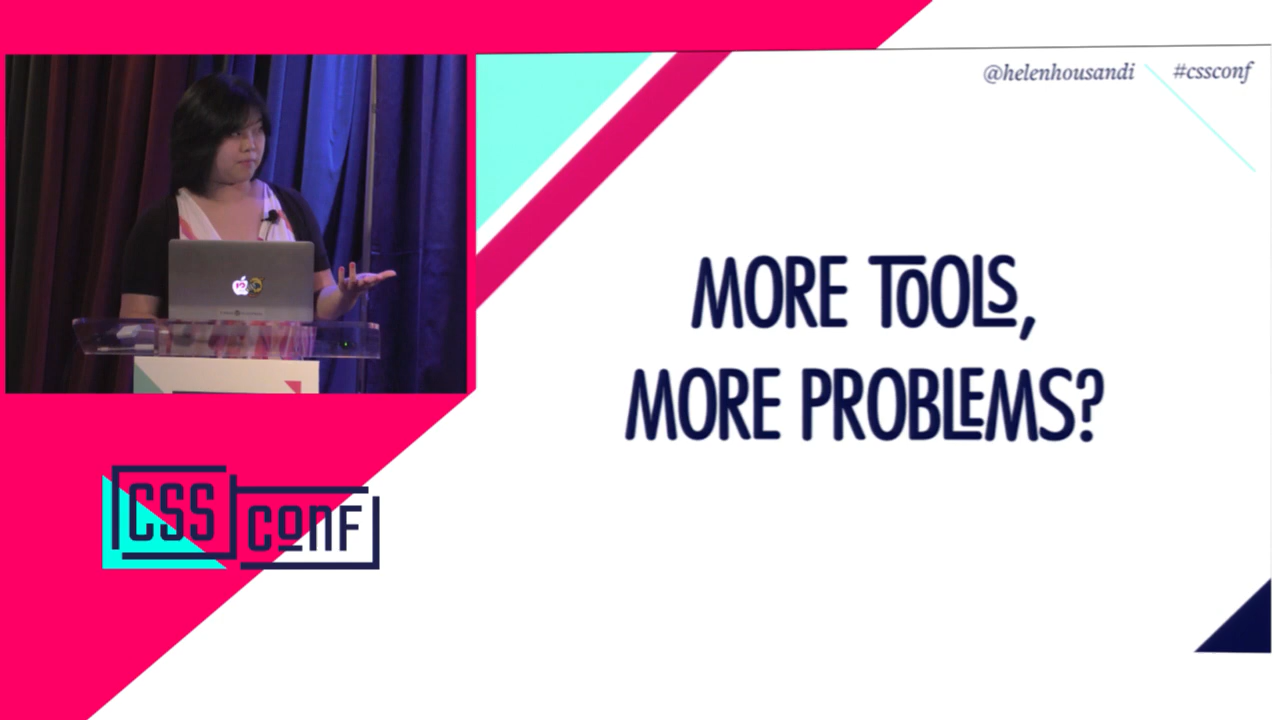 @helenhousandi #cssconf
MORE TOOLS,
MORE PROBLEMS?
CSS
CONF